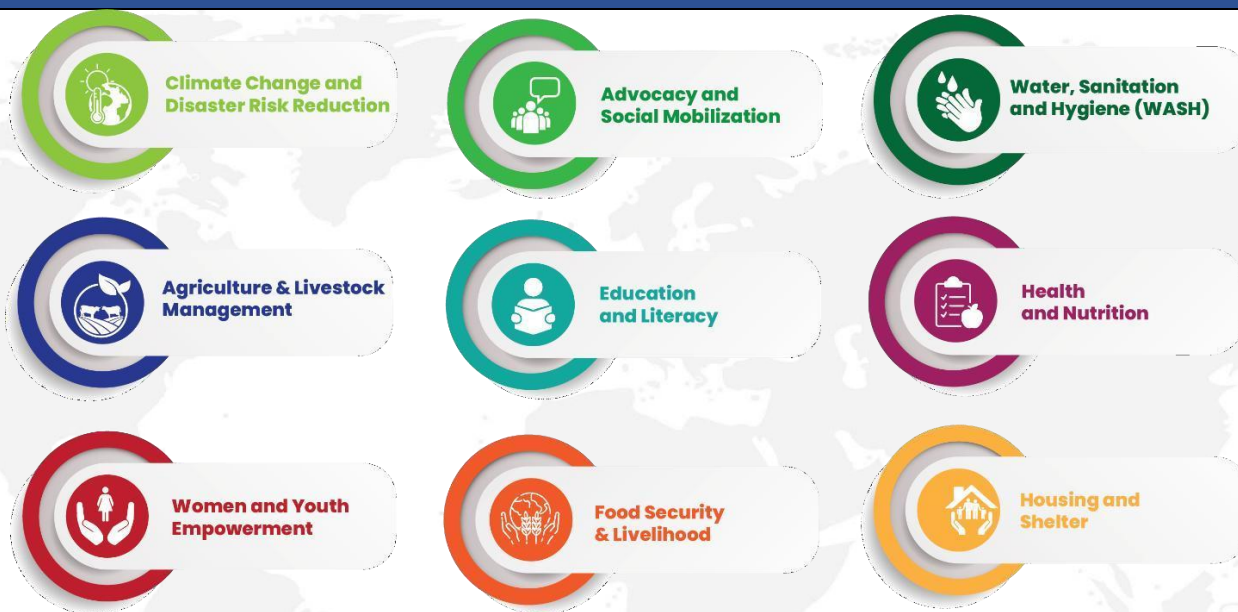 Climate Change and
Disaster Risk Reduction
Advocacy and
Social Mobilization
Water, Sanitation
and Hygiene (WASH)
Agriculture & Livestock
Management
Education
and Literacy
Health
and Nutrition
Women and Youth
Empowerment
Food Security
& Livelihood
Housing and
Shelter